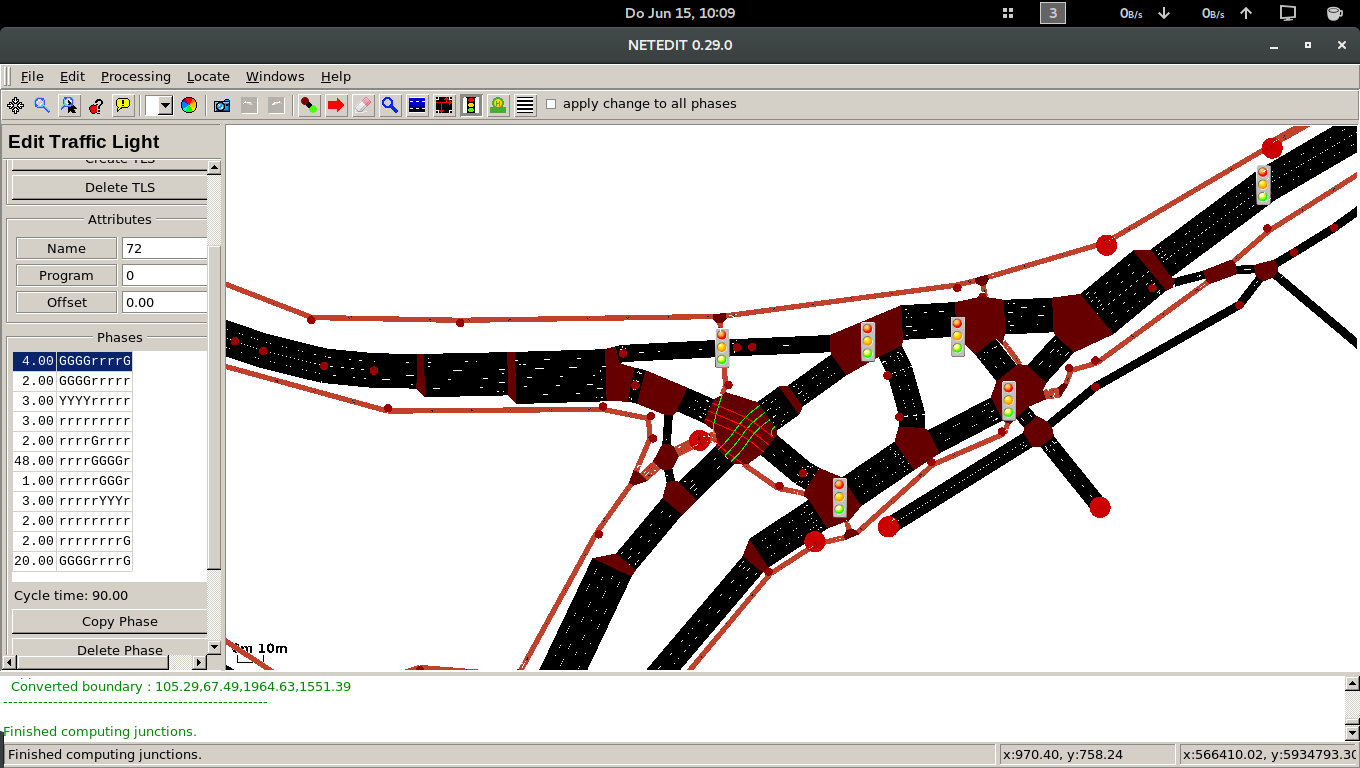 Do Jun 15, 10:09
3
0B/s
0B/s
NETEDIT 0.29.0
File Edit Processing Locate Windows Help
apply change to all phases
Edit Traffic Light
Create TLS
Delete TLS
Attributes
Name 72
Program 0
Offset 0.00
Phases
4.00 GGGGrrrrG
2.00 GGGGrrrrr
3.00 YYYYrrrrr
3.00 rrrrrrrrr
2.00 rrrrGrrrr
48.00 rrrrGGGGr
1.00 rrrrrGGGr
3.00 rrrrrYYYr
2.00 rrrrrrrrr
2.00 rrrrrrrrG
20.00 GGGGrrrrG
Cycle time: 90.00
Copy Phase
Delete Phase
10m
Converted boundary : 105.29,67.49,1964.63,1551.39
-----------------------------------------------------
Finished computing junctions.
Finished computing junctions.
x:970.40, y:758.24
x:566410.02, y:5934793.30